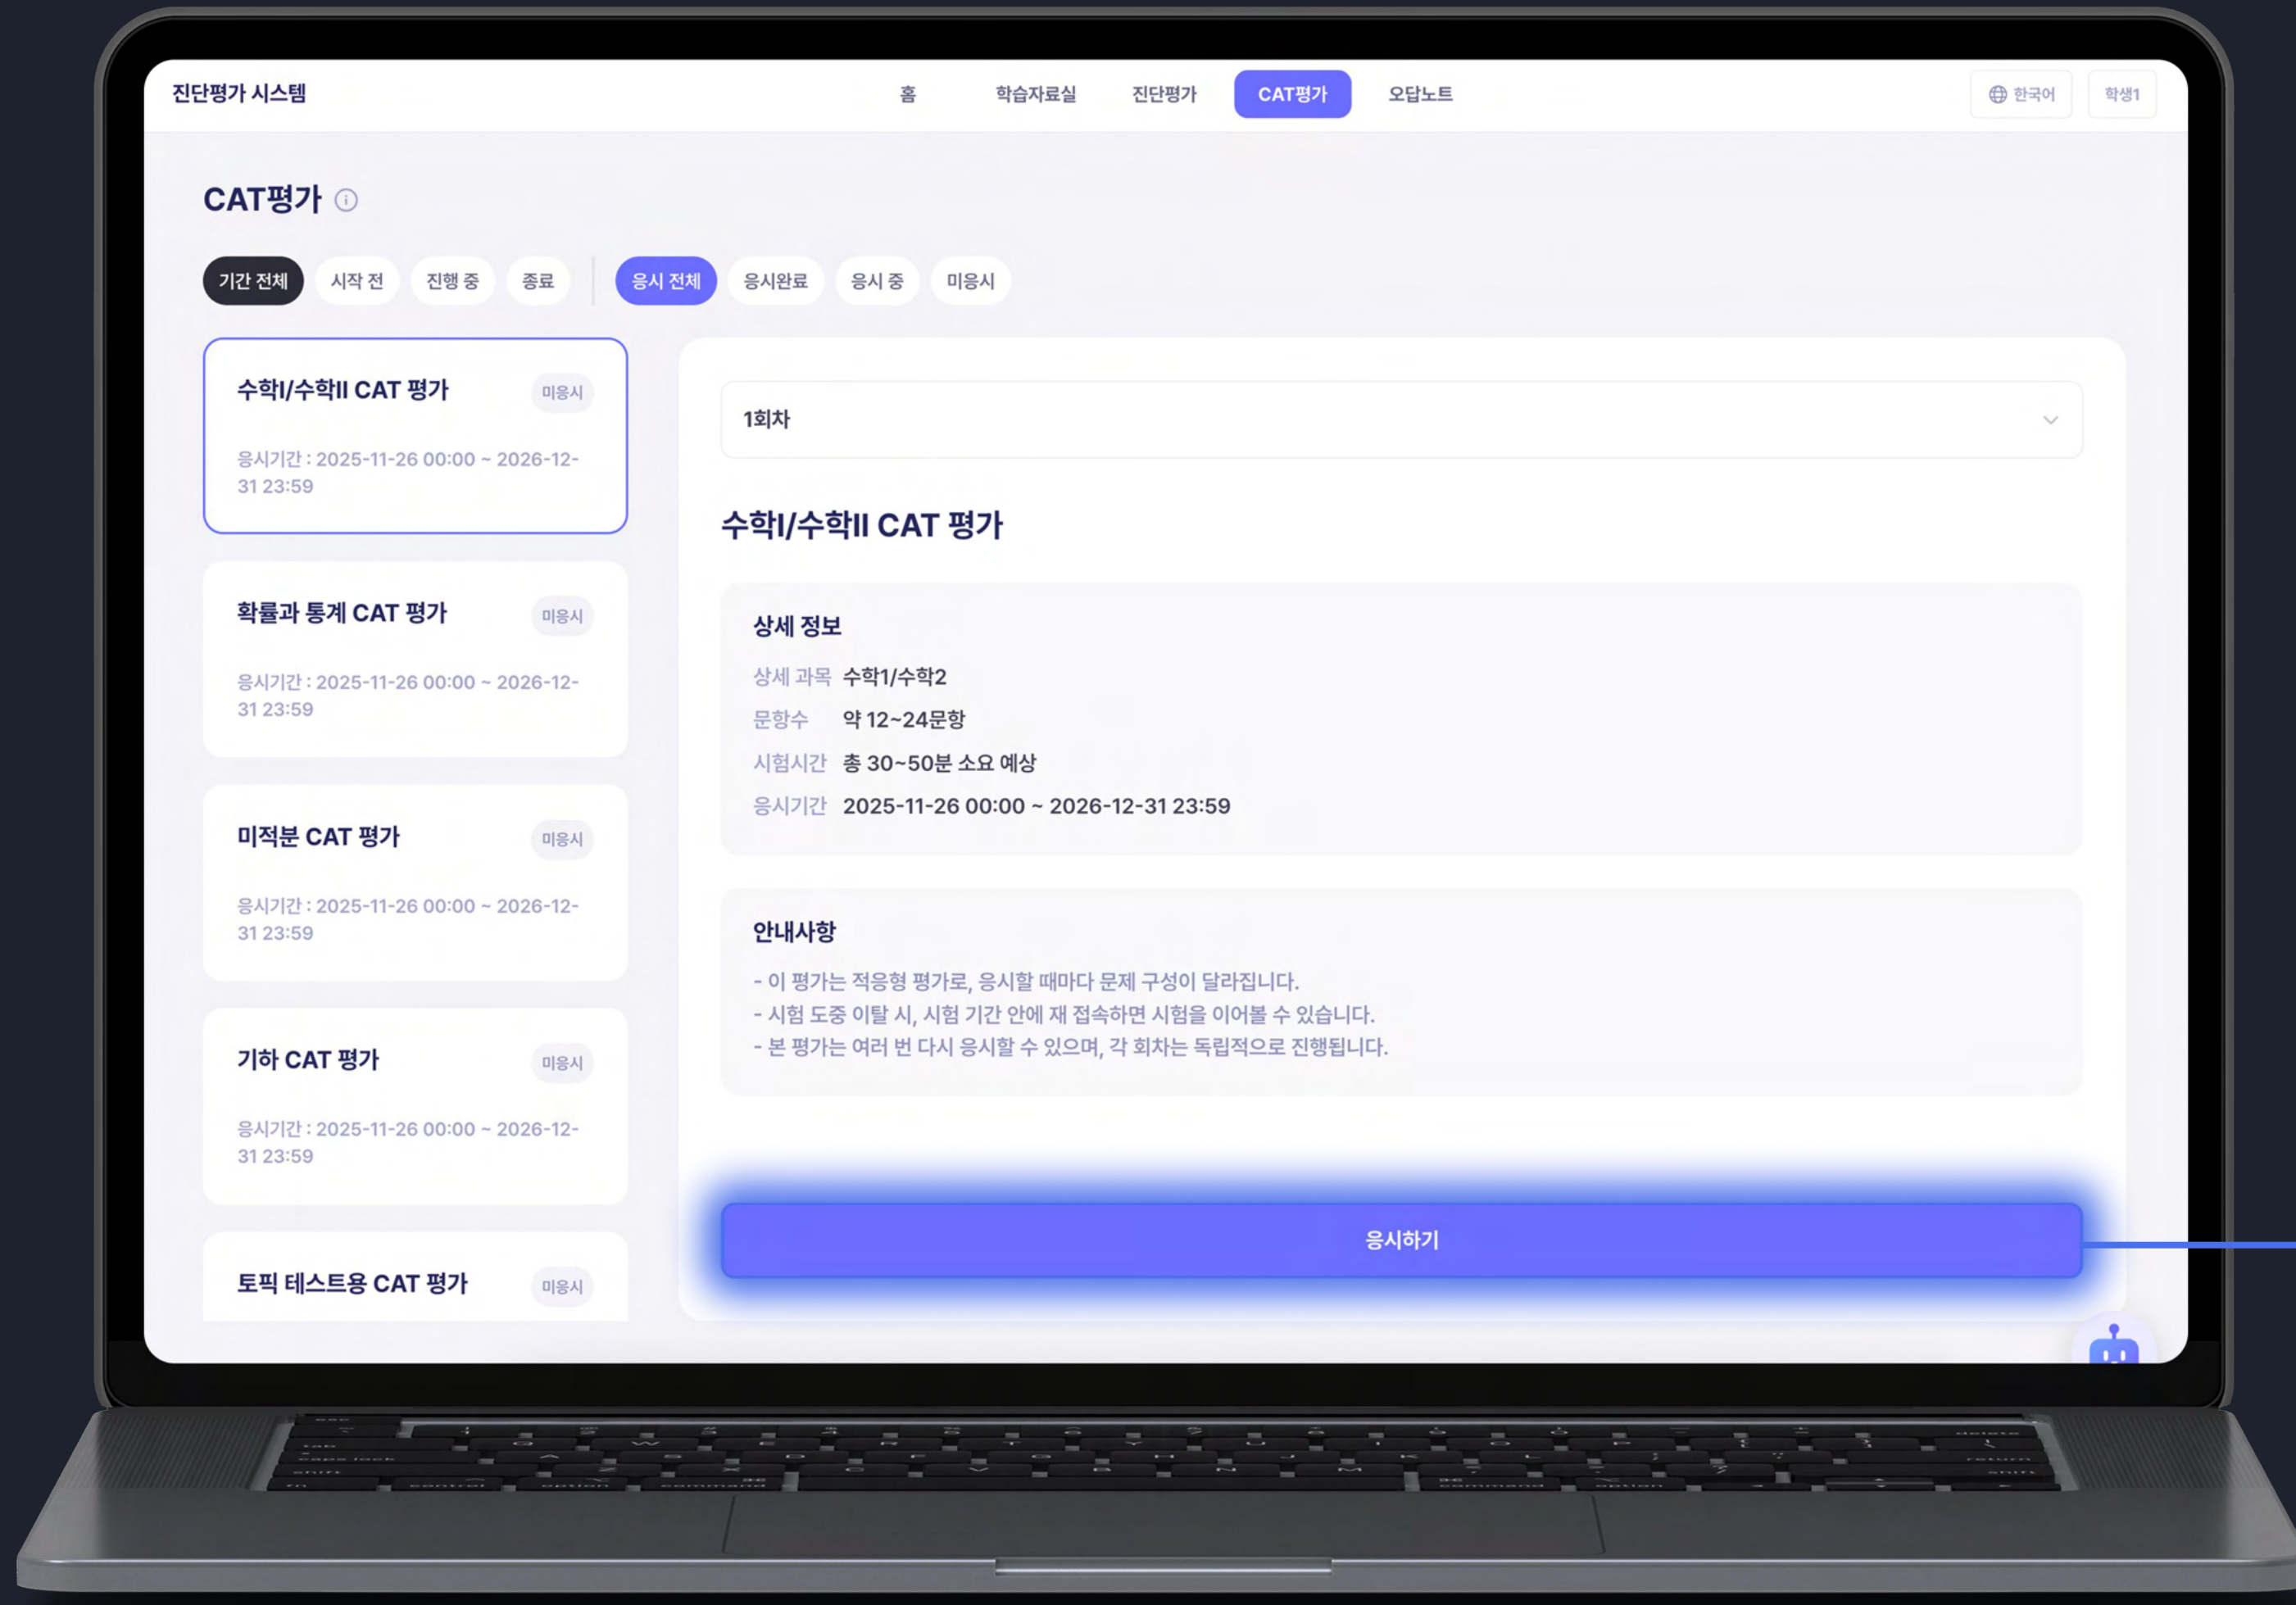 진단평가 시스템
홈
학습자료실
진단평가
CAT평가
오답노트
한국어
학생1
CAT평가
기간 전체
시작 전
진행 중
종료
응시 전체
응시완료
응시 중
미응시
수학I/수학II CAT 평가
미응시
응시기간 : 2025-11-26 00:00 ~ 2026-12-
31 23:59
확률과 통계 CAT 평가
미응시
응시기간 : 2025-11-26 00:00 ~ 2026-12-
31 23:59
미적분 CAT 평가
미응시
응시기간 : 2025-11-26 00:00 ~ 2026-12-
31 23:59
기하 CAT 평가
미응시
응시기간 : 2025-11-26 00:00 ~ 2026-12-
31 23:59
토픽 테스트용 CAT 평가
미응시
1회차
수학I/수학II CAT 평가
상세 정보
상세 과목 수학1/수학2
문항수 약 12~24문항
시험시간 총 30~50분 소요 예상
응시기간 2025-11-26 00:00 ~ 2026-12-31 23:59
안내사항
- 이 평가는 적응형 평가로, 응시할 때마다 문제 구성이 달라집니다.
- 시험 도중 이탈 시, 시험 기간 안에 재 접속하면 시험을 이어볼 수 있습니다.
- 본 평가는 여러 번 다시 응시할 수 있으며, 각 회차는 독립적으로 진행됩니다.
응시하기